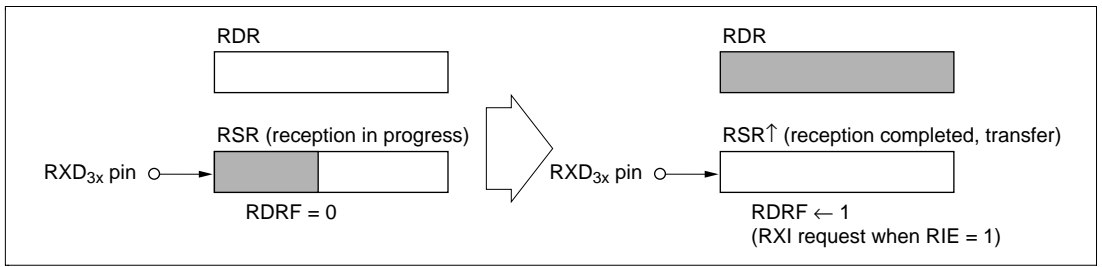 RDR
RSR (reception in progress)
RXD3x pin
RDRF = 0
RDR
RSR↑ (reception completed, transfer)
RXD3x pin
RDRF ← 1
(RXI request when RIE = 1)